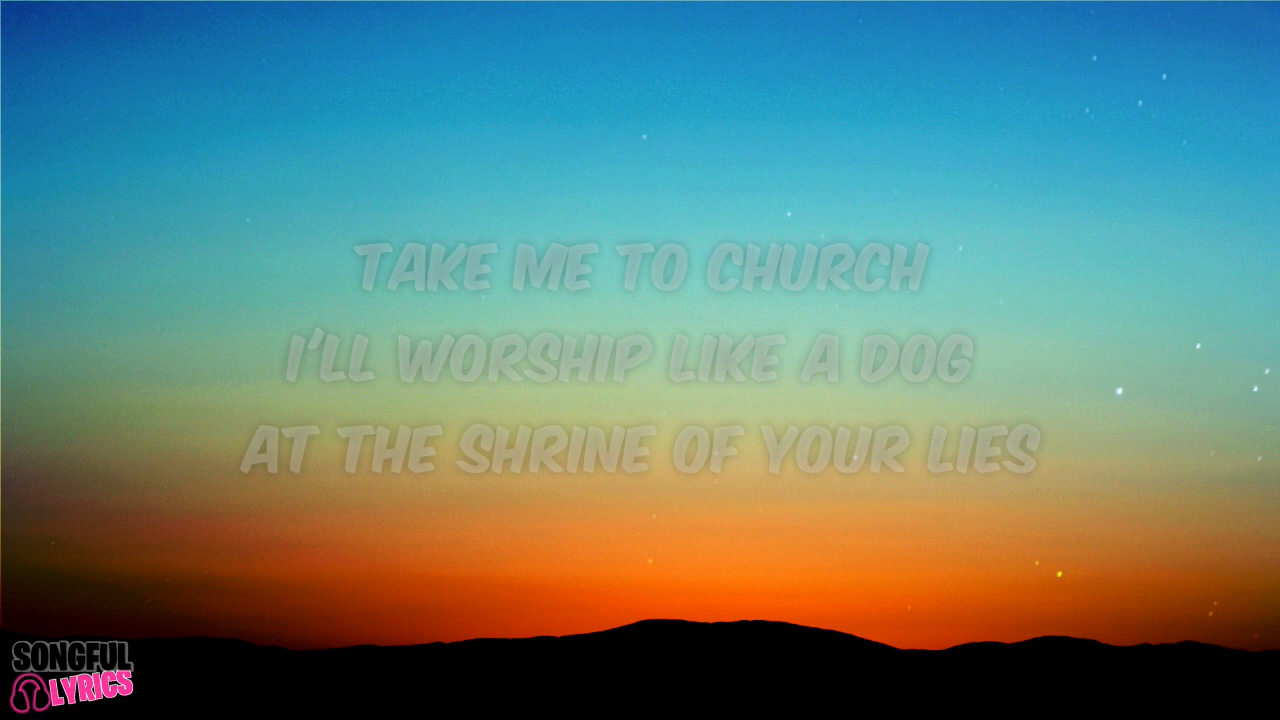 TAKE ME TO CHURCH
I'LL WORSHIP LIKE A DOG
AT THE SHRINE OF YOUR LIES
SONGFUL
LYRICS